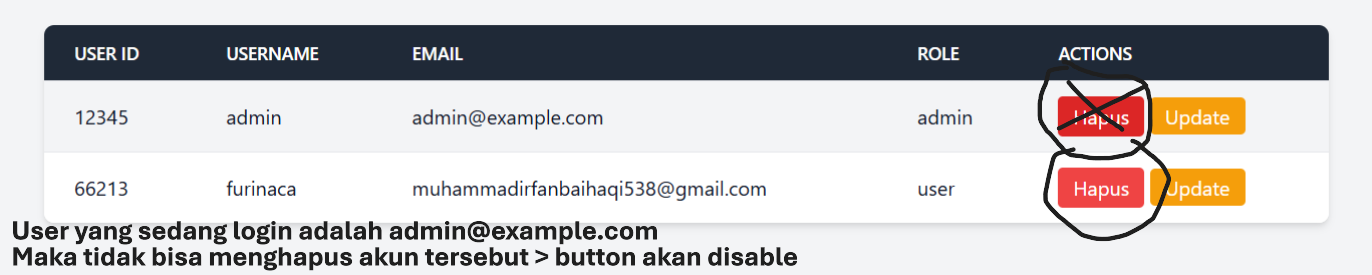 USER ID USERNAME EMAIL ROLE ACTIONS
12345 admin admin@example.com admin Hapus Update
66213 furinaca muhammadirfanbaihaqi538@gmail.com user Hapus Update
User yang sedang login adalah admin@example.com
Maka tidak bisa menghapus akun tersebut > button akan disable